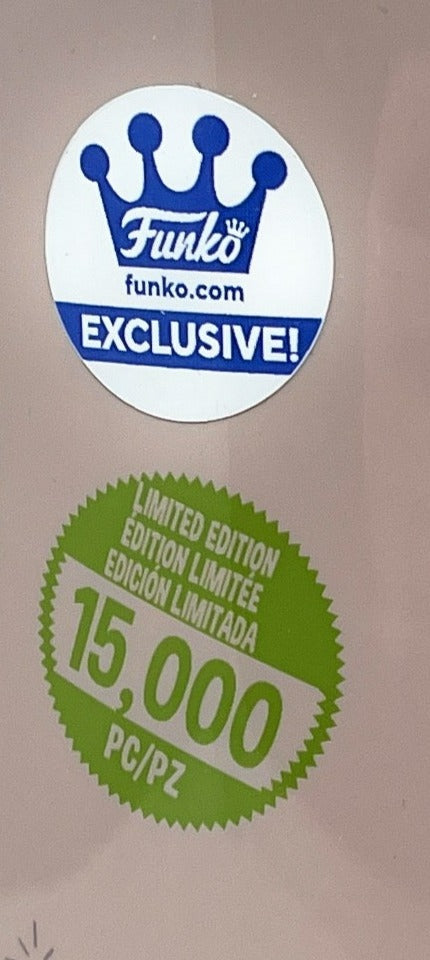 Funko
funko.com
EXCLUSIVE!
LIMITED EDITION
ÉDITION LIMITÉE
EDICIÓN LIMITADA
15,000
PC/PZ